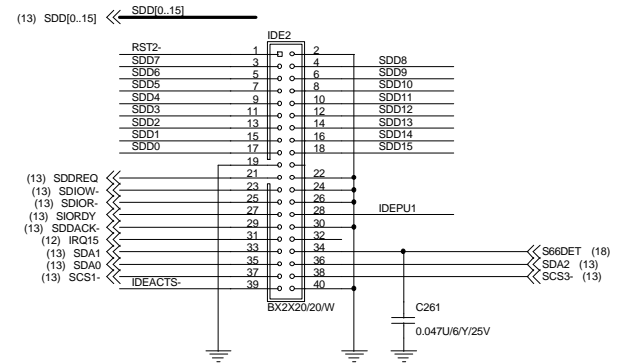 (13) SDD[0..15] SDD[0..15]
IDE2
RST2- 1 2
SDD7 3 4 SDD8
SDD6 5 6 SDD9
SDD5 7 8 SDD10
SDD4 9 10 SDD11
SDD3 11 12 SDD12
SDD2 13 14 SDD13
SDD1 15 16 SDD14
SDD0 17 18 SDD15
19
(13) SDDREQ 21 22
(13) SDIOW- 23 24
(13) SDIOR- 25 26
(13) SIORDY 27 28 IDEPU1
(13) SDDACK- 29 30
(12) IRQ15 31 32
(13) SDA1 33 34 S66DET (18)
(13) SDA0 35 36 SDA2 (13)
(13) SCS1- 37 38 SCS3- (13)
IDEACTS- 39 40
BX2X20/20/W
C261
0.047U/6/Y/25V